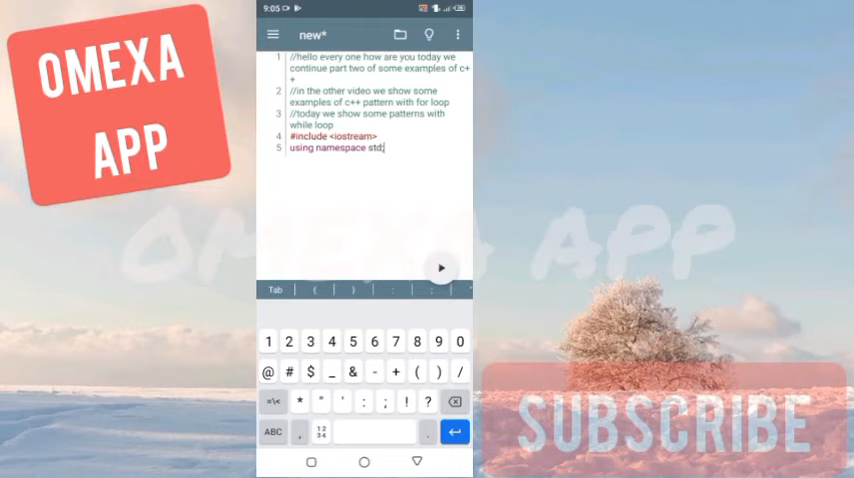 OMEXA
APP
9:05
new*
1 //hello every one how are you today we
continue part two of some examples of c+
+
2 //in the other video we show some
examples of c++ pattern with for loop
3 //today we show some patterns with
while loop
4 #include <iostream>
5 using namespace std;
OMEXA APP
Tab { } : ; "
1 2 3 4 5 6 7 8 9 0
@ # $ _ & - + ( ) /
=\< * " ' : ; ! ?
ABC , 12 34 .
SUBSCRIBE